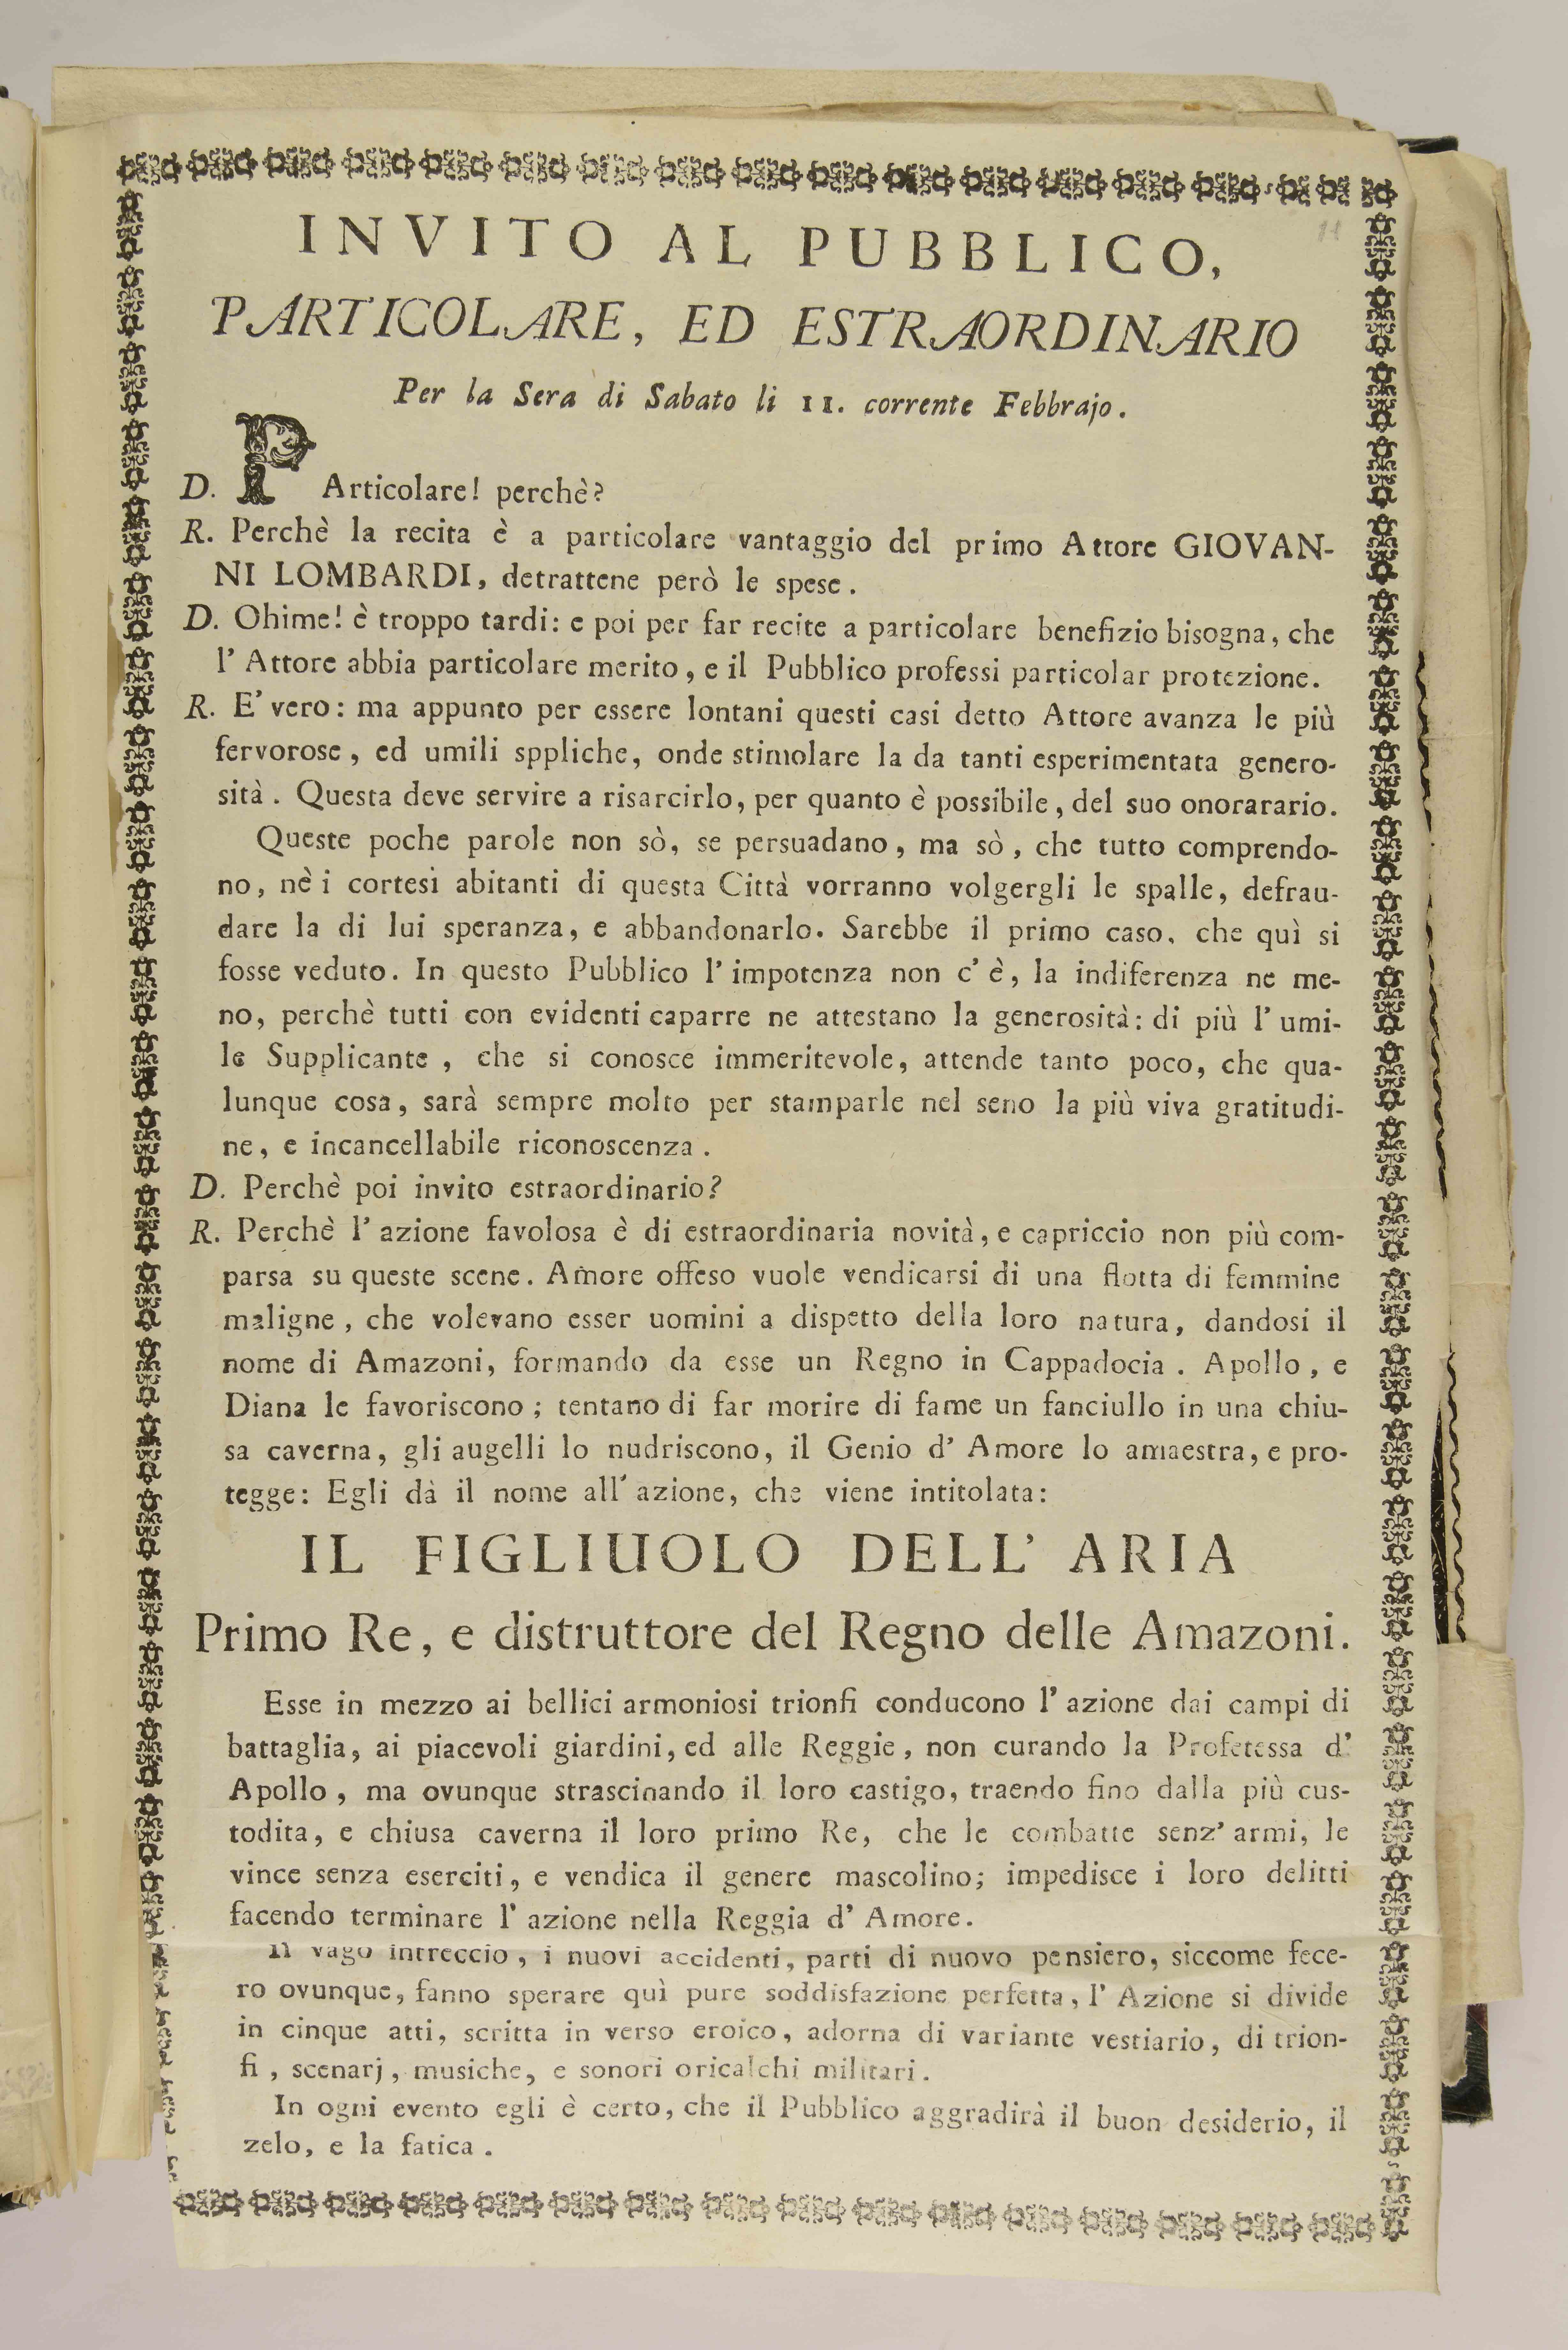 INVITO AL PUBBLICO,
PARTICOLARE, ED ESTRAORDINARIO
Per la Sera di Sabato li 11. corrente Febbrajo.
D. PArticolare! perchè?
R. Perchè la recita è a particolare vantaggio del primo Attore GIOVAN-
NI LOMBARDI, detrattene però le spese.
D. Ohime! è troppo tardi: e poi per far recite a particolare benefizio bisogna, che
l' Attore abbia particolare merito, e il Pubblico professi particolar protezione.
R. E' vero: ma appunto per essere lontani questi casi detto Attore avanza le più
fervorose, ed umili sppliche, onde stimolare la da tanti esperimentata genero-
sità. Questa deve servire a risarcirlo, per quanto è possibile, del suo onorarario.
Queste poche parole non sò, se persuadano, ma sò, che tutto comprendo-
no, nè i cortesi abitanti di questa Città vorranno volgergli le spalle, defrau-
dare la di lui speranza, e abbandonarlo. Sarebbe il primo caso, che quì si
fosse veduto. In questo Pubblico l' impotenza non c' è, la indiferenza ne me-
no, perchè tutti con evidenti caparre ne attestano la generosità: di più l' umi-
le Supplicante, che si conosce immeritevole, attende tanto poco, che qua-
lunque cosa, sarà sempre molto per stamparle nel seno la più viva gratitudi-
ne, e incancellabile riconoscenza.
D. Perchè poi invito estraordinario?
R. Perchè l' azione favolosa è di estraordinaria novità, e capriccio non più com-
parsa su queste scene. Amore offeso vuole vendicarsi di una flotta di femmine
maligne, che volevano esser uomini a dispetto della loro natura, dandosi il
nome di Amazoni, formando da esse un Regno in Cappadocia. Apollo, e
Diana le favoriscono; tentano di far morire di fame un fanciullo in una chiu-
sa caverna, gli augelli lo nudriscono, il Genio d' Amore lo amaestra, e pro-
tegge: Egli dà il nome all' azione, che viene intitolata:
IL FIGLIUOLO DELL' ARIA
Primo Re, e distruttore del Regno delle Amazoni.
Esse in mezzo ai bellici armoniosi trionfi conducono l' azione dai campi di
battaglia, ai piacevoli giardini, ed alle Reggie, non curando la Profetessa d'
Apollo, ma ovunque strascinando il loro castigo, traendo fino dalla più cus-
todita, e chiusa caverna il loro primo Re, che le combatte senz' armi, le
vince senza eserciti, e vendica il genere mascolino; impedisce i loro delitti
facendo terminare l' azione nella Reggia d' Amore.
Il vago intreccio, i nuovi accidenti, parti di nuovo pensiero, siccome fece-
ro ovunque, fanno sperare quì pure soddisfazione perfetta, l' Azione si divide
in cinque atti, scritta in verso eroico, adorna di variante vestiario, di trion-
fi, scenarj, musiche, e sonori oricalchi militari.
In ogni evento egli è certo, che il Pubblico aggradirà il buon desiderio, il
zelo, e la fatica.